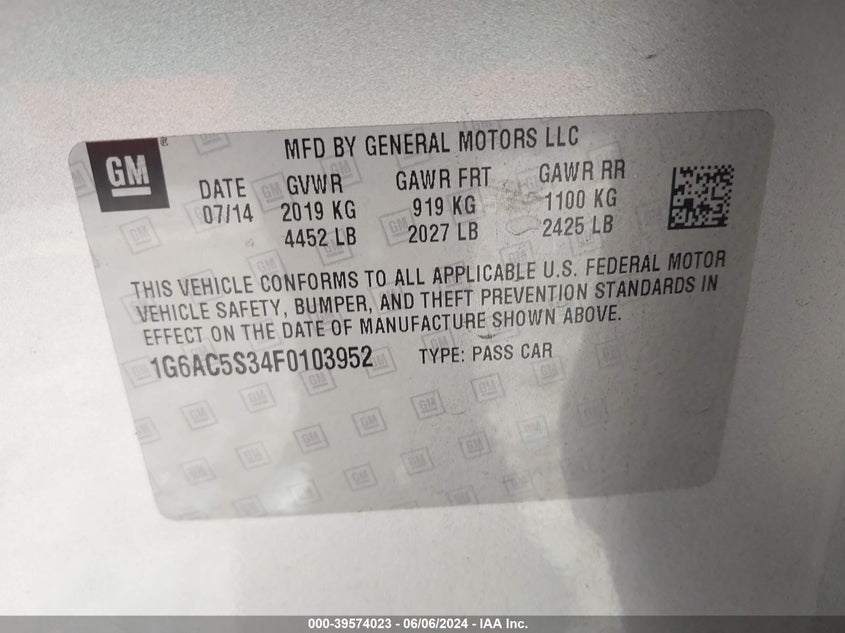 GM
MFD BY GENERAL MOTORS LLC
DATE GVWR GAWR FRT GAWR RR
07/14 2019 KG 919 KG 1100 KG
4452 LB 2027 LB 2425 LB
THIS VEHICLE CONFORMS TO ALL APPLICABLE U.S. FEDERAL MOTOR
VEHICLE SAFETY, BUMPER, AND THEFT PREVENTION STANDARDS IN
EFFECT ON THE DATE OF MANUFACTURE SHOWN ABOVE.
1G6AC5S34F0103952 TYPE: PASS CAR
000-39574023 - 06/06/2024 - IAA Inc.